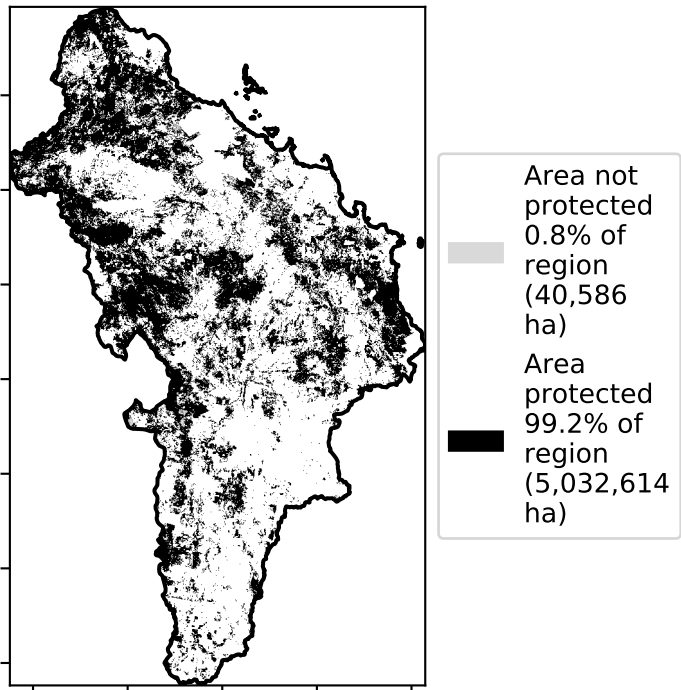 Area not
protected
0.8% of
region
(40,586
ha)
Area
protected
99.2% of
region
(5,032,614
ha)